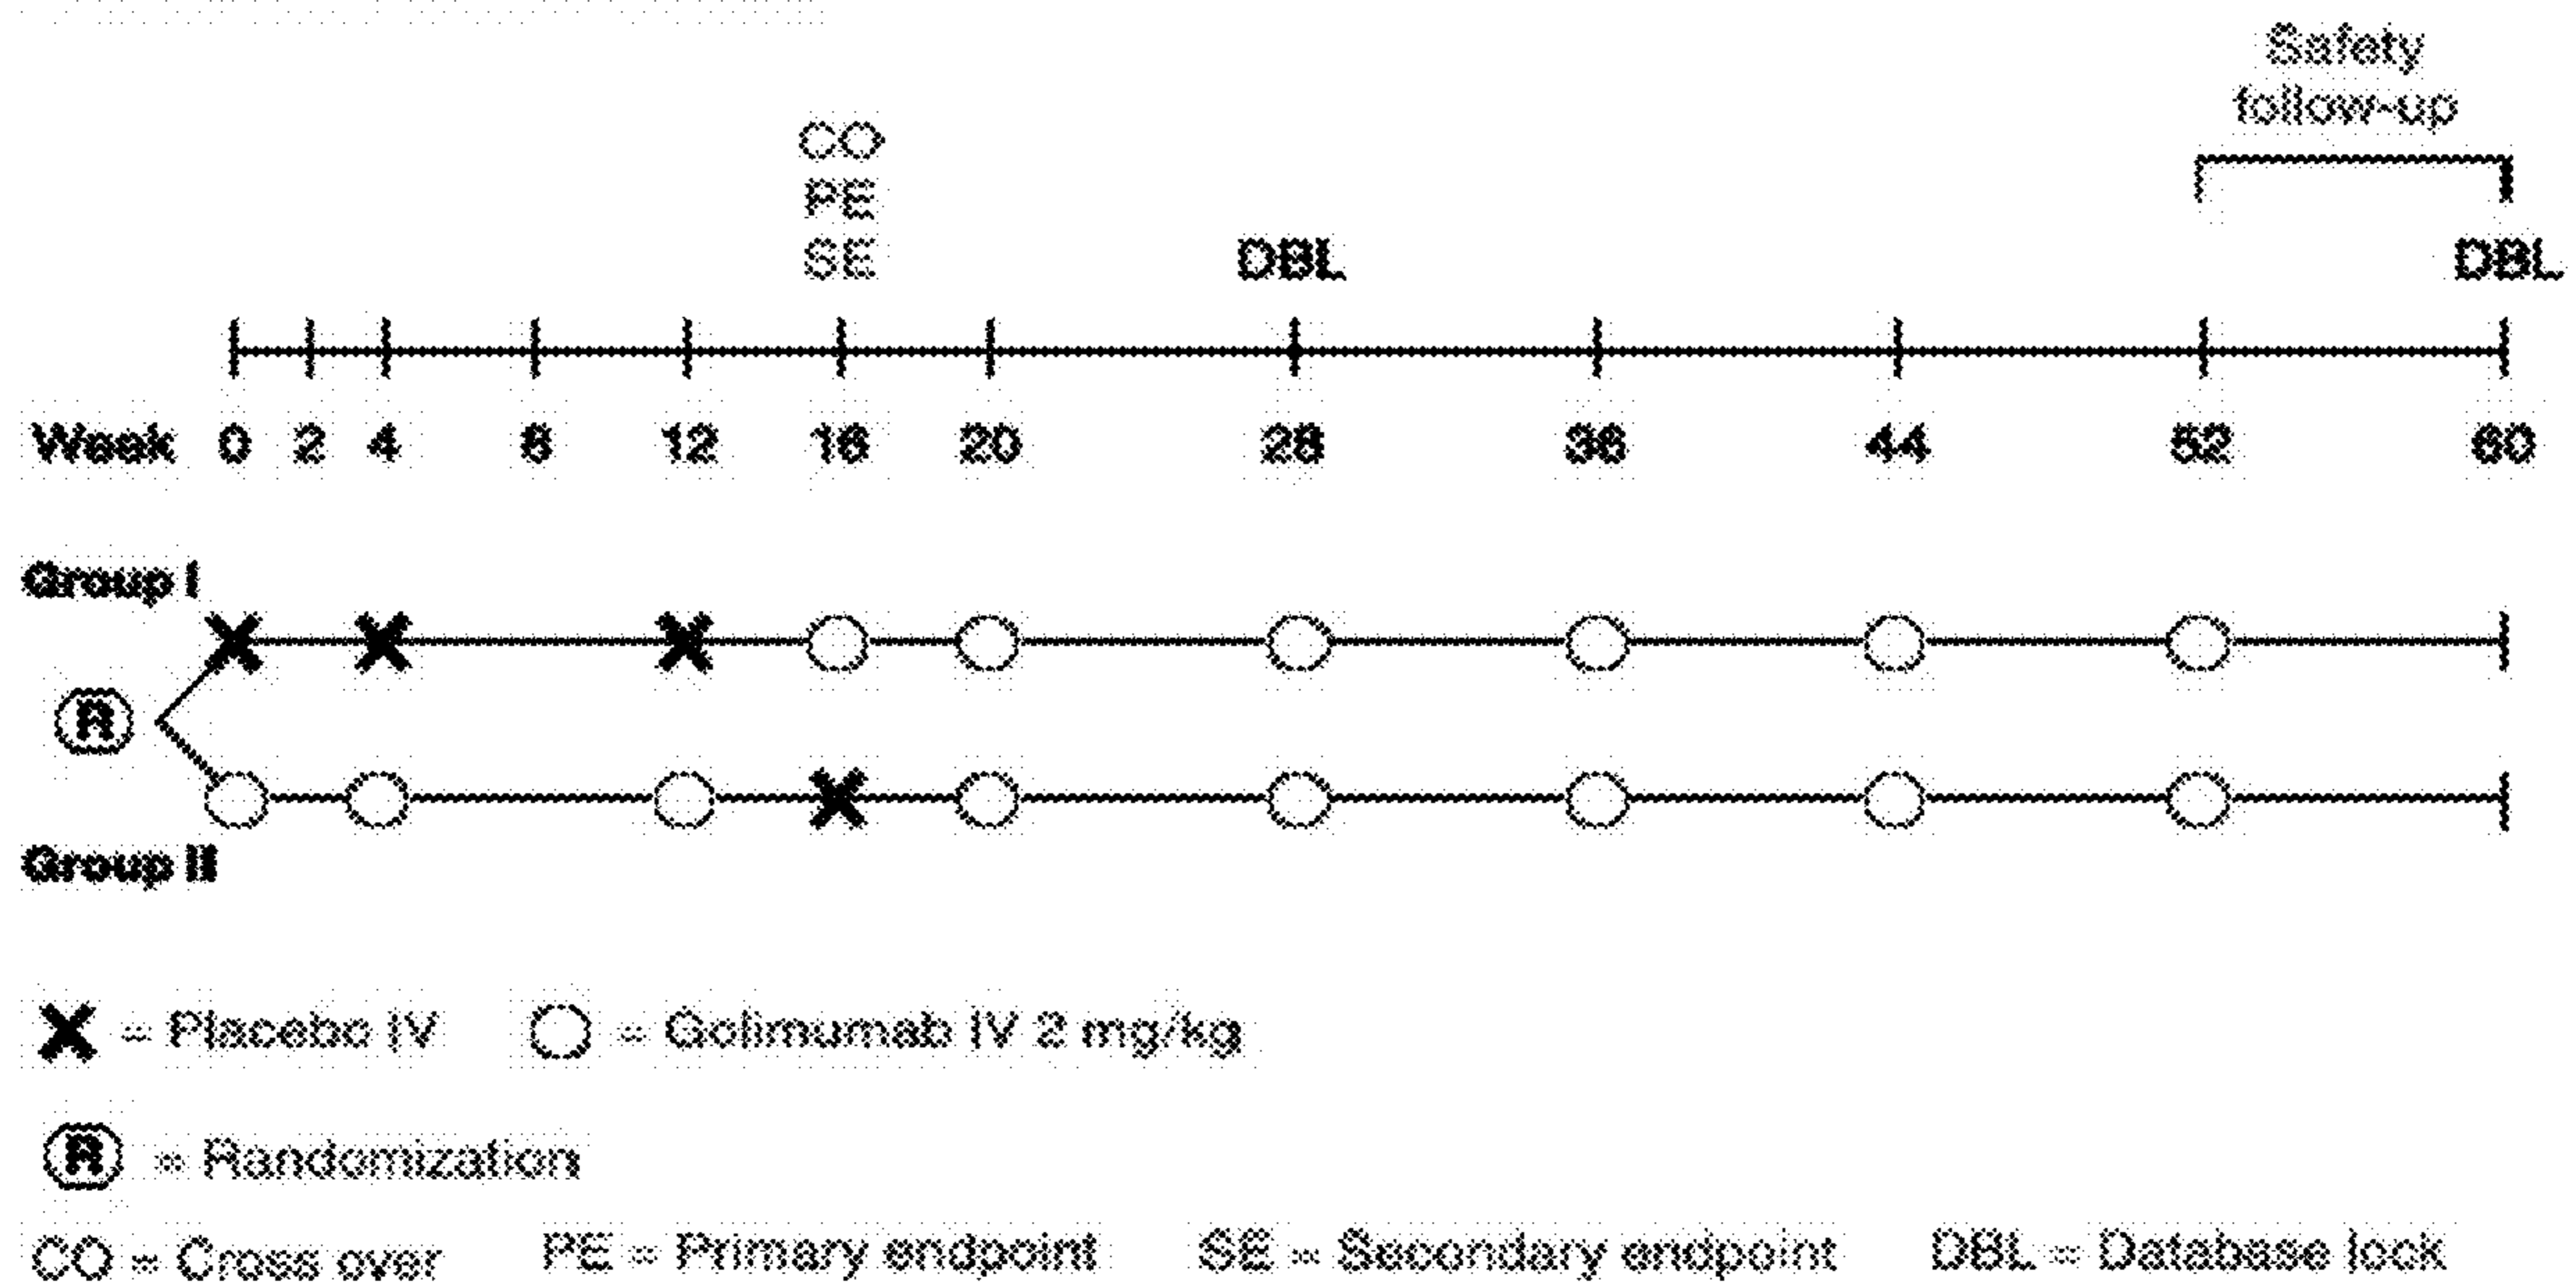 Safety
follow-up
CO
PE
SE
DBL
DBL
Week 0 2 4 8 12 16 20 28 36 44 52 60
Group I
R
Group II
= Placebo IV = Golimumab IV 2 mg/kg
R = Randomization
CO = Cross over PE = Primary endpoint SE = Secondary endpoint DBL = Database lock